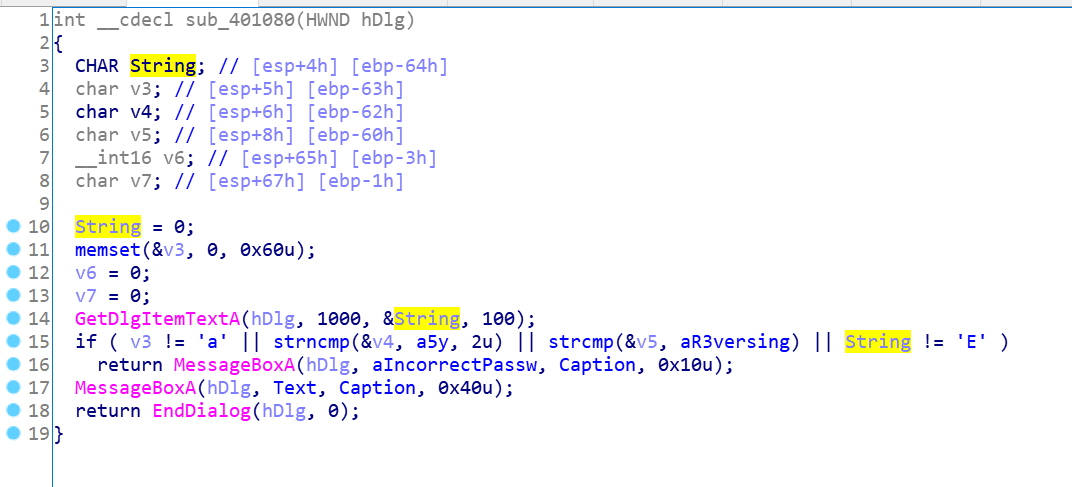 1 int __cdecl sub_401080(HWND hDlg)
2 {
3 CHAR String; // [esp+4h] [ebp-64h]
4 char v3; // [esp+5h] [ebp-63h]
5 char v4; // [esp+6h] [ebp-62h]
6 char v5; // [esp+8h] [ebp-60h]
7 __int16 v6; // [esp+65h] [ebp-3h]
8 char v7; // [esp+67h] [ebp-1h]
9
10 String = 0;
11 memset(&v3, 0, 0x60u);
12 v6 = 0;
13 v7 = 0;
14 GetDlgItemTextA(hDlg, 1000, &String, 100);
15 if ( v3 != 'a' || strncmp(&v4, a5y, 2u) || strcmp(&v5, aR3versing) || String != 'E' )
16 return MessageBoxA(hDlg, aIncorrectPassw, Caption, 0x10u);
17 MessageBoxA(hDlg, Text, Caption, 0x40u);
18 return EndDialog(hDlg, 0);
19 }